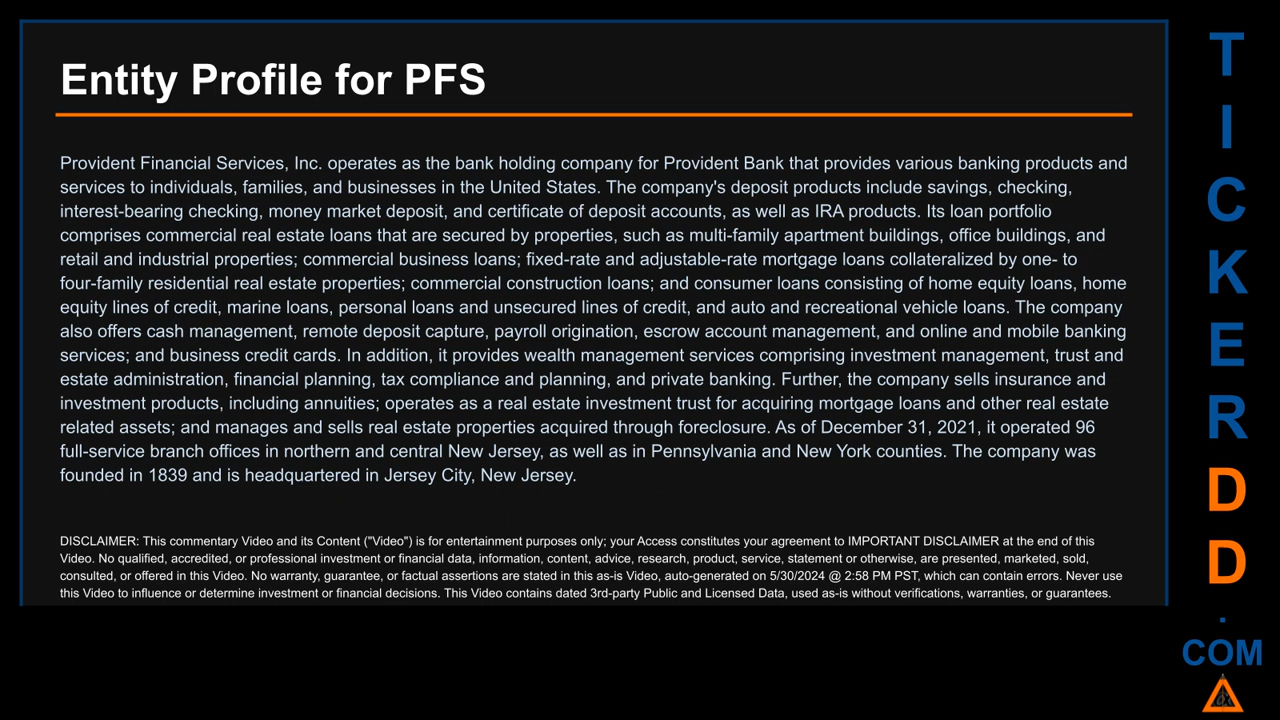 Entity Profile for PFS
Provident Financial Services, Inc. operates as the bank holding company for Provident Bank that provides various banking products and
services to individuals, families, and businesses in the United States. The company's deposit products include savings, checking,
interest-bearing checking, money market deposit, and certificate of deposit accounts, as well as IRA products. Its loan portfolio
comprises commercial real estate loans that are secured by properties, such as multi-family apartment buildings, office buildings, and
retail and industrial properties; commercial business loans; fixed-rate and adjustable-rate mortgage loans collateralized by one- to
four-family residential real estate properties; commercial construction loans; and consumer loans consisting of home equity loans, home
equity lines of credit, marine loans, personal loans and unsecured lines of credit, and auto and recreational vehicle loans. The company
also offers cash management, remote deposit capture, payroll origination, escrow account management, and online and mobile banking
services; and business credit cards. In addition, it provides wealth management services comprising investment management, trust and
estate administration, financial planning, tax compliance and planning, and private banking. Further, the company sells insurance and
investment products, including annuities; operates as a real estate investment trust for acquiring mortgage loans and other real estate
related assets; and manages and sells real estate properties acquired through foreclosure. As of December 31, 2021, it operated 96
full-service branch offices in northern and central New Jersey, as well as in Pennsylvania and New York counties. The company was
founded in 1839 and is headquartered in Jersey City, New Jersey.
DISCLAIMER: This commentary Video and its Content ("Video") is for entertainment purposes only; your Access constitutes your agreement to IMPORTANT DISCLAIMER at the end of this
Video. No qualified, accredited, or professional investment or financial data, information, content, advice, research, product, service, statement or otherwise, are presented, marketed, sold,
consulted, or offered in this Video. No warranty, guarantee, or factual assertions are stated in this as-is Video, auto-generated on 5/30/2024 @ 2:58 PM PST, which can contain errors. Never use
this Video to influence or determine investment or financial decisions. This Video contains dated 3rd-party Public and Licensed Data, used as-is without verifications, warranties, or guarantees.
T
I
C
K
E
R
D
D
.
COM